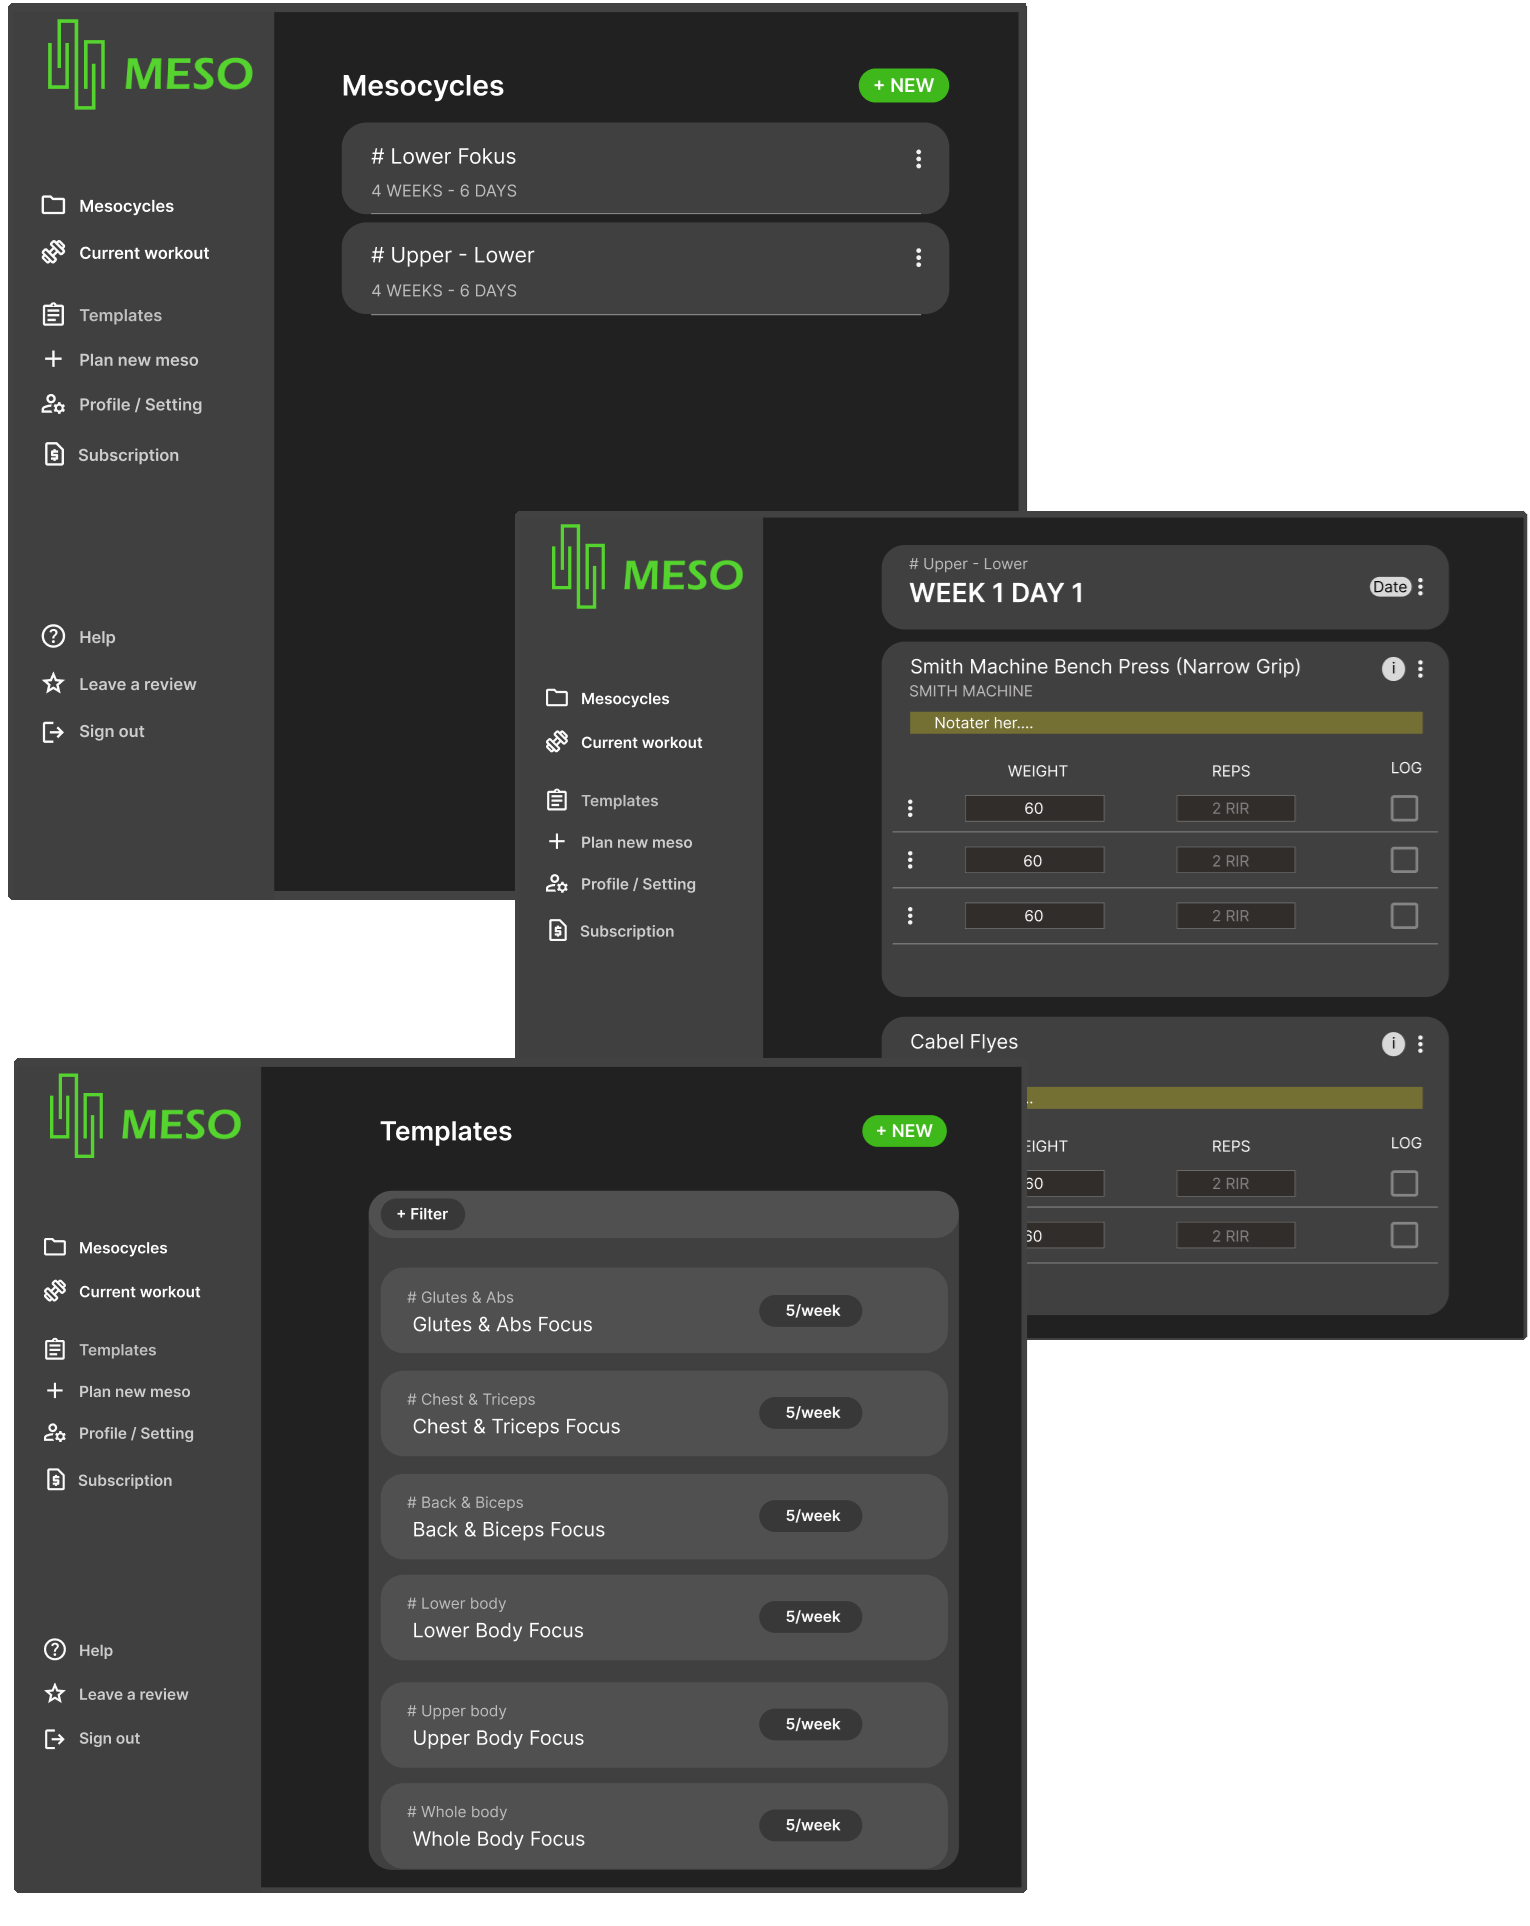 MESO
Mesocycles
+ NEW
# Lower Fokus
4 WEEKS - 6 DAYS
# Upper - Lower
4 WEEKS - 6 DAYS
Mesocycles
Current workout
Templates
Plan new meso
Profile / Setting
Subscription
Help
Leave a review
Sign out
MESO
Mesocycles
Current workout
Templates
Plan new meso
Profile / Setting
Subscription
# Upper - Lower
WEEK 1 DAY 1
Date
Smith Machine Bench Press (Narrow Grip)
i
SMITH MACHINE
Notater her....
WEIGHT REPS LOG
60 2 RIR
60 2 RIR
60 2 RIR
Cabel Flyes
i
..
EIGHT REPS LOG
60 2 RIR
60 2 RIR
MESO
Mesocycles
Current workout
Templates
Plan new meso
Profile / Setting
Subscription
Help
Leave a review
Sign out
Templates
+ NEW
+ Filter
# Glutes & Abs
Glutes & Abs Focus
5/week
# Chest & Triceps
Chest & Triceps Focus
5/week
# Back & Biceps
Back & Biceps Focus
5/week
# Lower body
Lower Body Focus
5/week
# Upper body
Upper Body Focus
5/week
# Whole body
Whole Body Focus
5/week